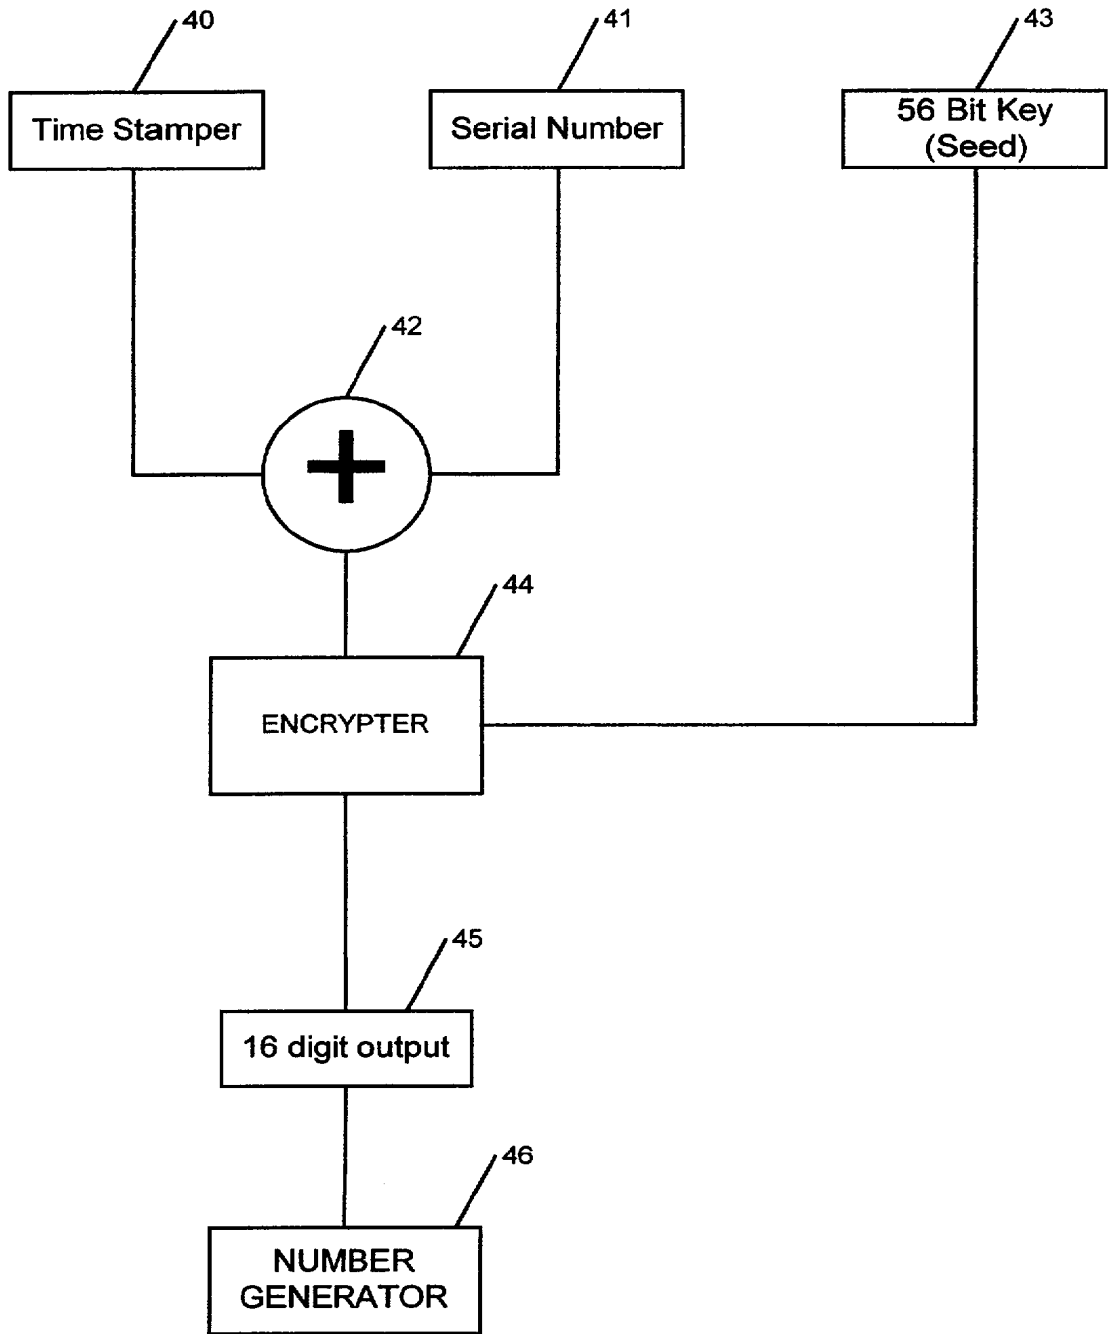 40
41
43
Time Stamper
Serial Number
56 Bit Key
(Seed)
42
+
44
ENCRYPTER
45
16 digit output
46
NUMBER
GENERATOR